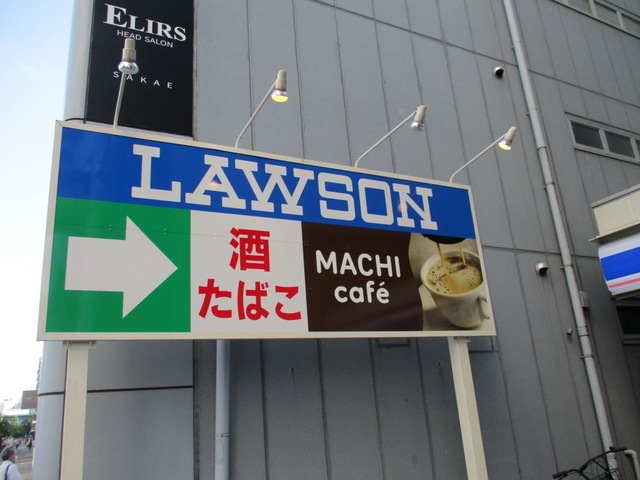 ELIRS
HEAD SALON
SAKAE
LAWSON
酒
たばこ
MACHI
café